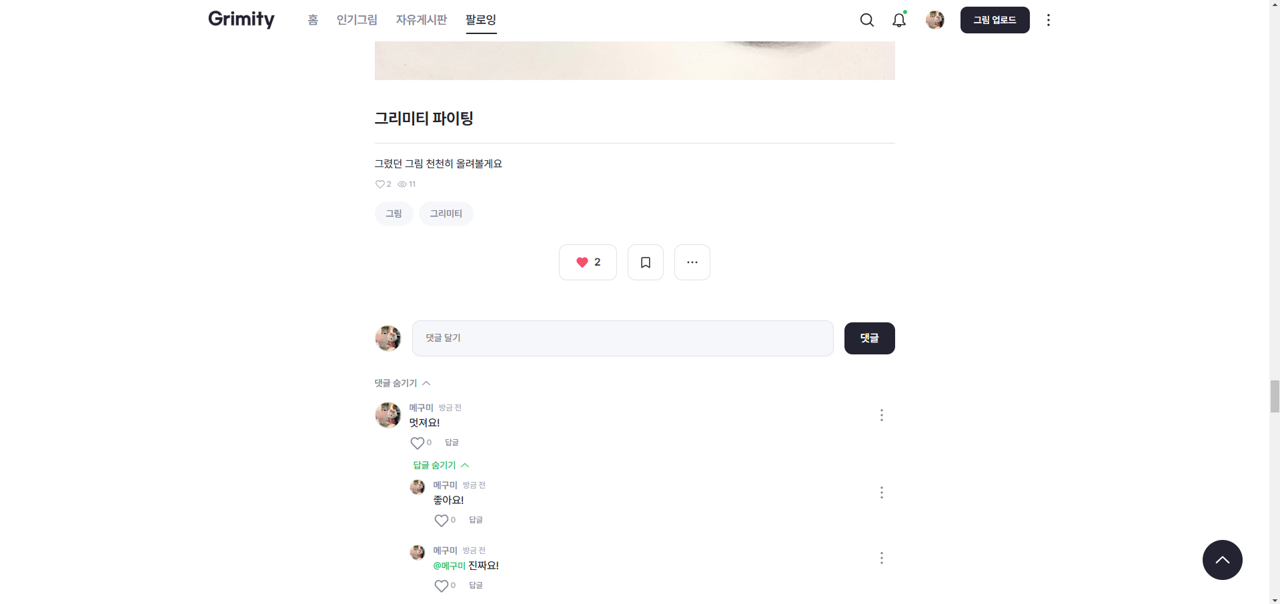 Grimity 홈 인기그림 자유게시판 팔로잉 그림 업로드
그리미티 파이팅
그렸던 그림 천천히 올려볼게요
2 11
그림 그리미티
2
댓글 달기 댓글
댓글 숨기기
메구미 방금 전
멋져요!
0 답글
답글 숨기기
메구미 방금 전
좋아요!
0 답글
메구미 방금 전
@메구미 진짜요!
0 답글